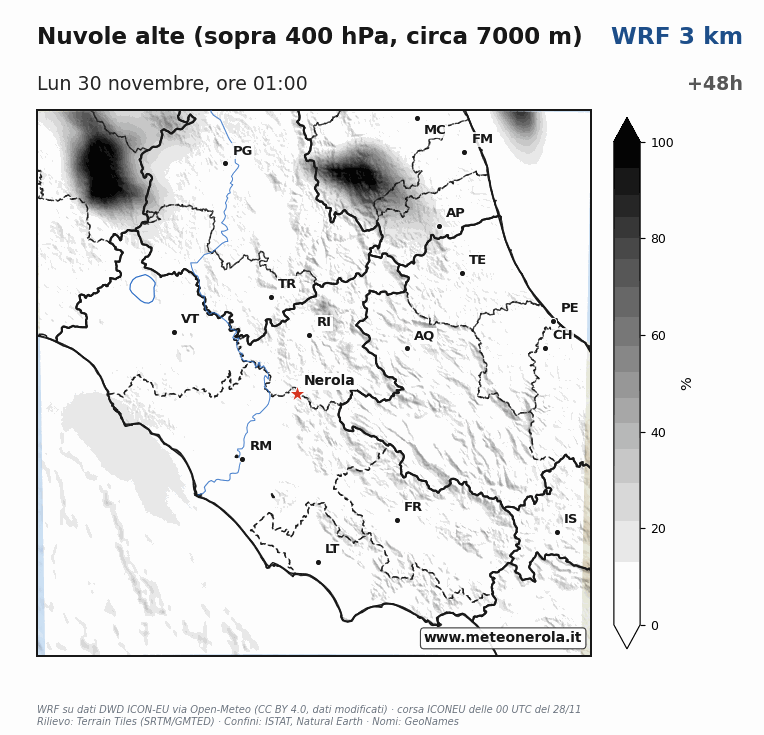 Nuvole alte (sopra 400 hPa, circa 7000 m) WRF 3 km
Lun 30 novembre, ore 01:00 +48h
MC
FM
PG
AP
TE
TR
PE
VT
RI
AQ
CH
Nerola
RM
FR
IS
LT
www.meteonerola.it
100
80
60
40
20
0
%
WRF su dati DWD ICON-EU via Open-Meteo (CC BY 4.0, dati modificati) · corsa ICONEU delle 00 UTC del 28/11
Rilievo: Terrain Tiles (SRTM/GMTED) · Confini: ISTAT, Natural Earth · Nomi: GeoNames